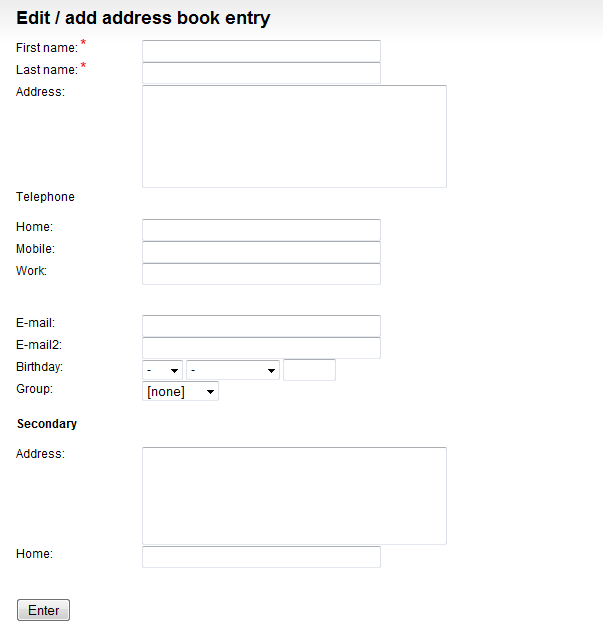 Edit / add address book entry
First name: *
Last name: *
Address:
Telephone
Home:
Mobile:
Work:
E-mail:
E-mail2:
Birthday: - -
Group: [none]
Secondary
Address:
Home:
Enter